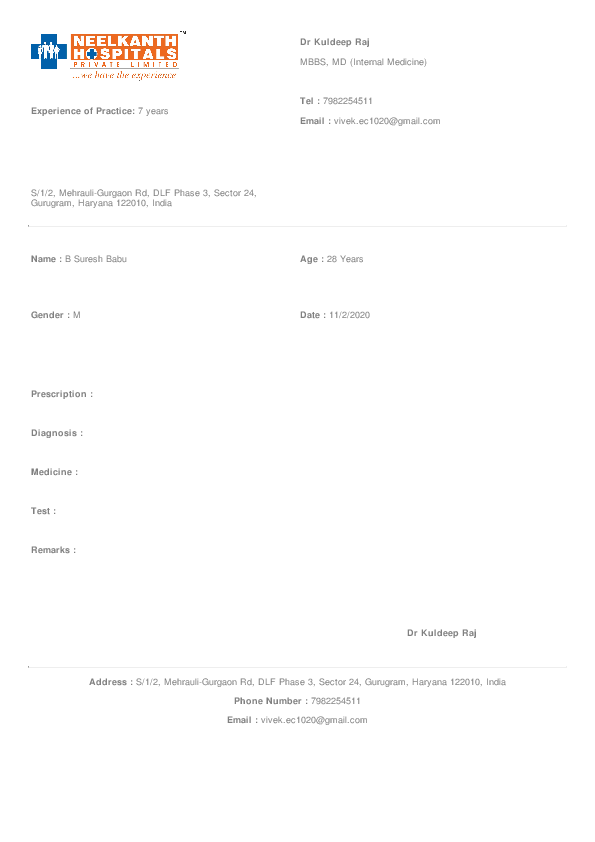 NEELKANTH
HOSPITALS
PRIVATE LIMITED
...we have the experience
TM
Dr Kuldeep Raj
MBBS, MD (Internal Medicine)
Tel : 7982254511
Experience of Practice: 7 years
Email : vivek.ec1020@gmail.com
S/1/2, Mehrauli-Gurgaon Rd, DLF Phase 3, Sector 24,
Gurugram, Haryana 122010, India
Name : B Suresh Babu
Age : 28 Years
Gender : M
Date : 11/2/2020
Prescription :
Diagnosis :
Medicine :
Test :
Remarks :
Dr Kuldeep Raj
Address : S/1/2, Mehrauli-Gurgaon Rd, DLF Phase 3, Sector 24, Gurugram, Haryana 122010, India
Phone Number : 7982254511
Email : vivek.ec1020@gmail.com